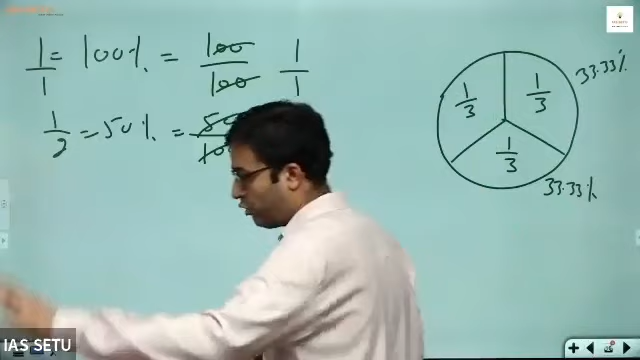 1/1 = 100% = 100/100 1/1
1/2 = 50% =
1/3 1/3 33.33%
1/3
33.33%
IAS SETU